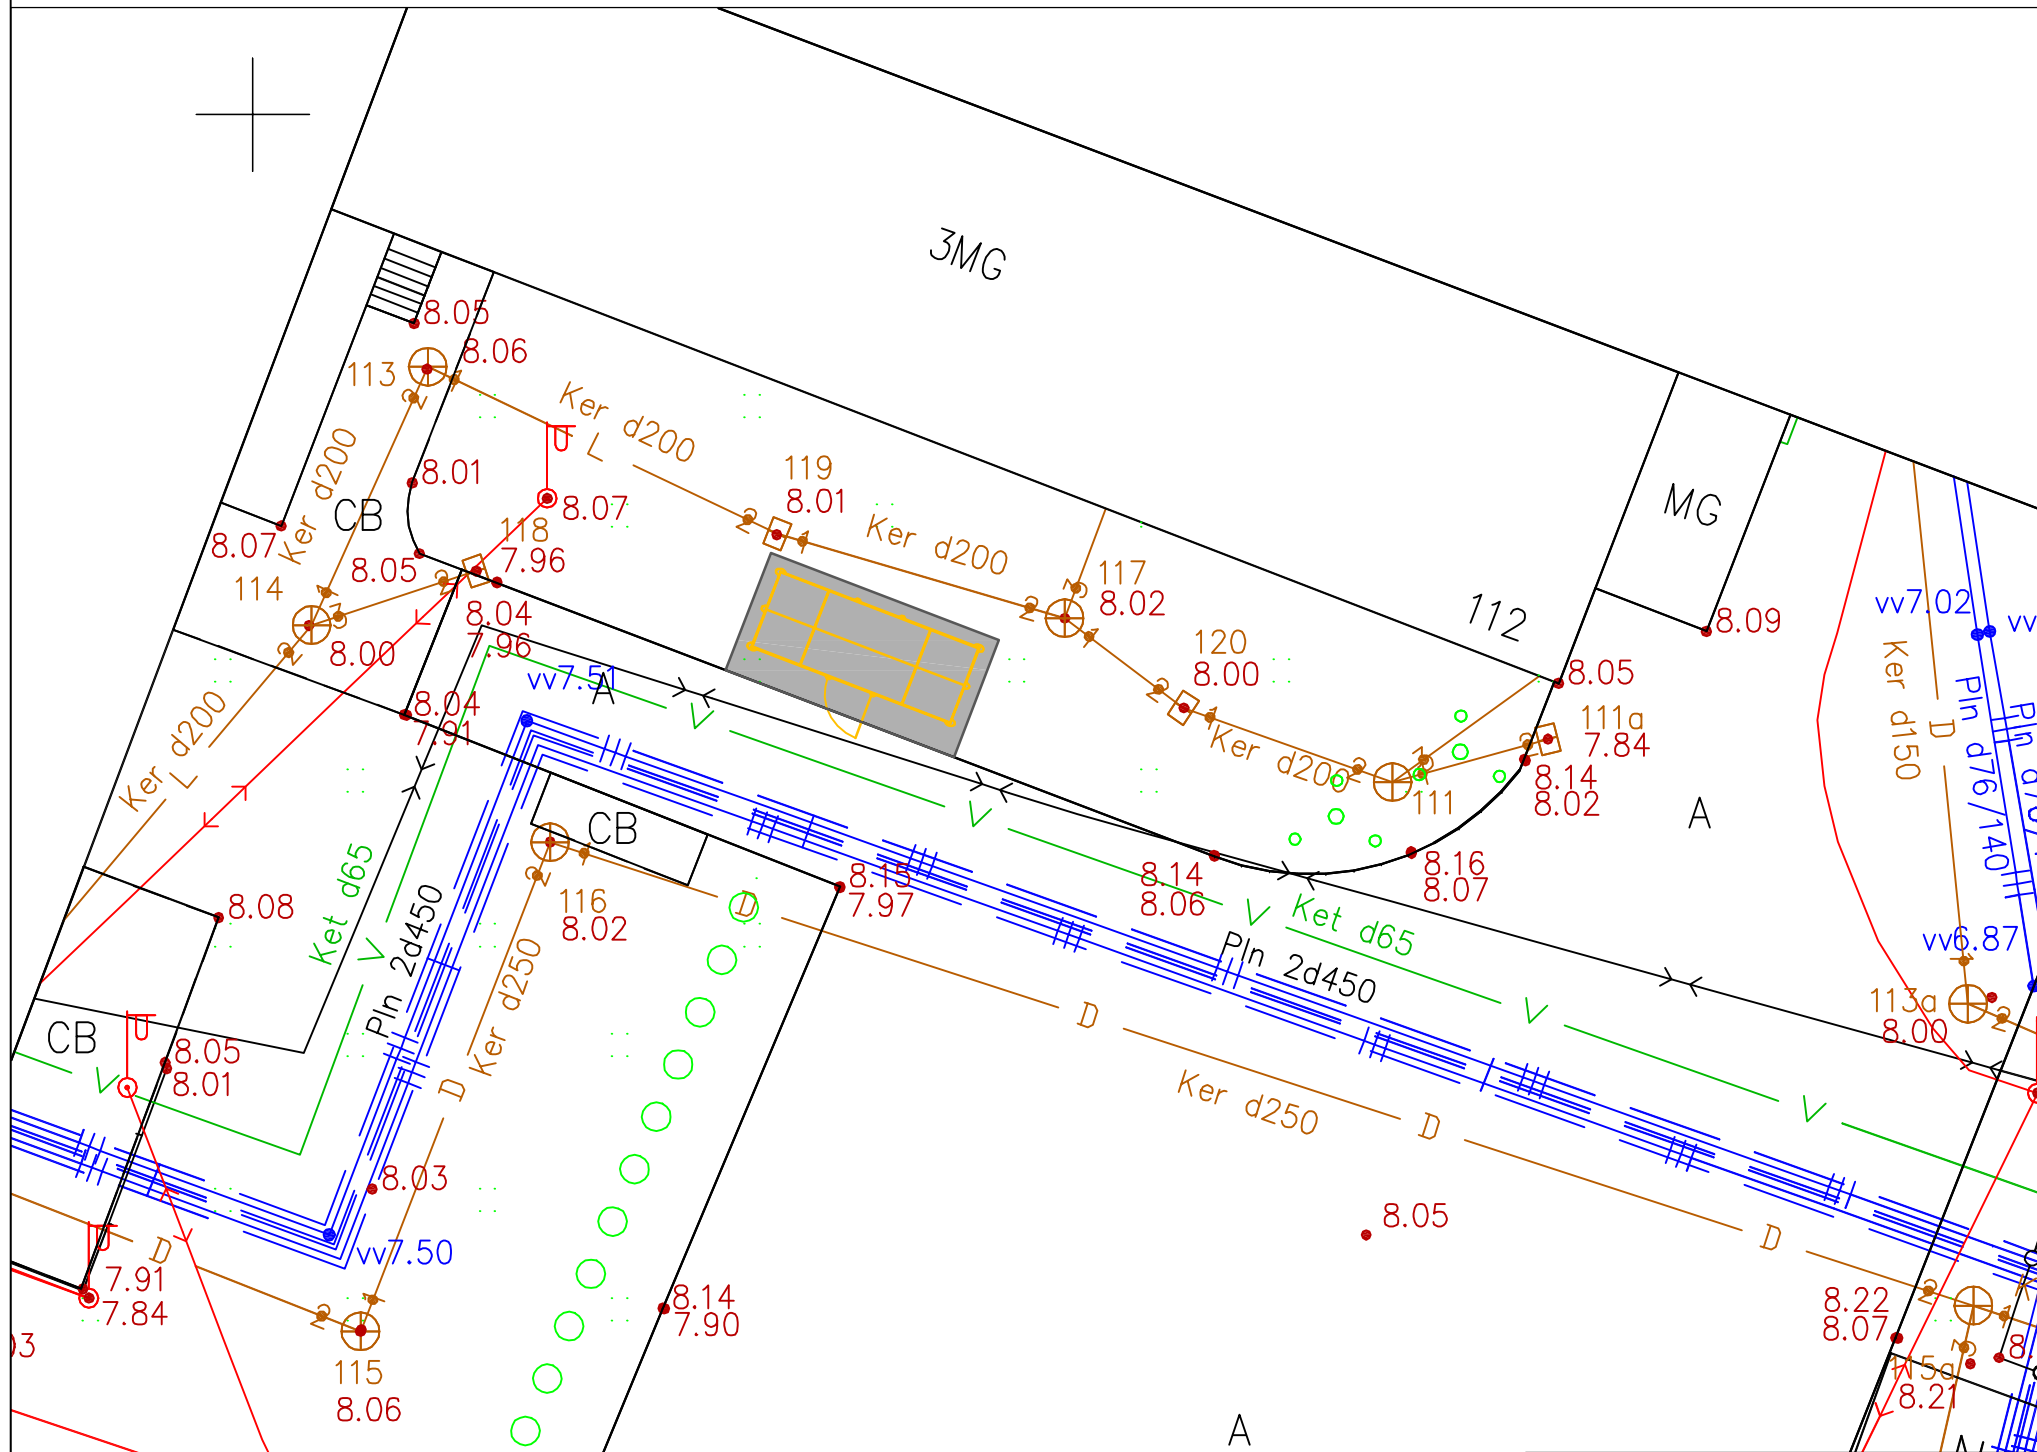 3MG
8.05
8.06
113
Ker d200
Ker d200
L
U
119
8.01
8.01
CB
8.07
MG
118
Ker d200
8.07
7.96
8.05
114
117
8.02
vv7.02
8.04
7.96
112
8.09
8.00
120
8.00
Ker d150
D
8.05
vv7.51
A
V
Pln d76/140
8.04
7.91
111a
7.84
Ker d200
L
Ker d200
8.14
8.02
111
A
CB
V
8.15
7.97
8.14
8.06
8.16
8.07
Ket d65
V
Pln 2d450
116
8.02
D
8.08
V
Ket d65
vv6.87
Pln 2d450
Ker d250
D
V
113a
8.00
CB
U
8.05
8.01
V
D
Ker d250
D
V
8.03
8.05
U
D
vv7.50
D
7.91
7.84
8.14
7.90
8.22
8.07
115
8.06
115a
8.21
A